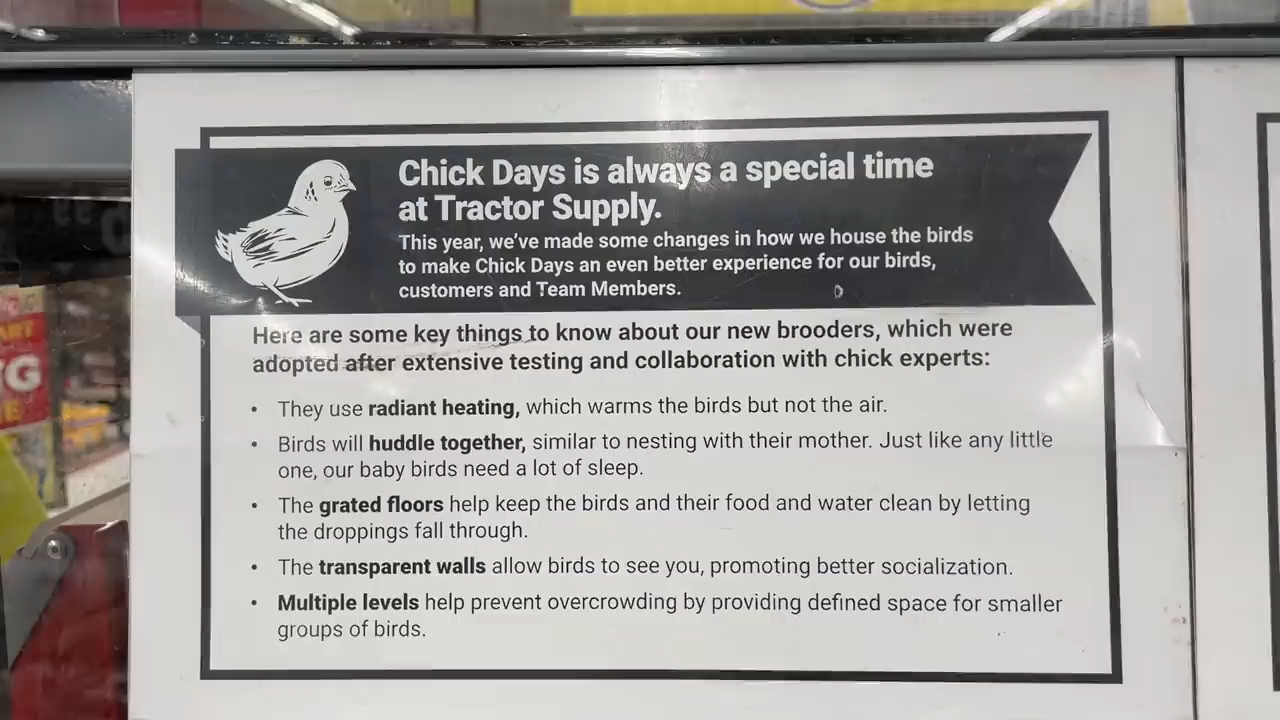 Chick Days is always a special time
at Tractor Supply.
This year, we've made some changes in how we house the birds
to make Chick Days an even better experience for our birds,
customers and Team Members.
Here are some key things to know about our new brooders, which were
adopted after extensive testing and collaboration with chick experts:
• They use radiant heating, which warms the birds but not the air.
• Birds will huddle together, similar to nesting with their mother. Just like any little
one, our baby birds need a lot of sleep.
• The grated floors help keep the birds and their food and water clean by letting
the droppings fall through.
• The transparent walls allow birds to see you, promoting better socialization.
• Multiple levels help prevent overcrowding by providing defined space for smaller
groups of birds.